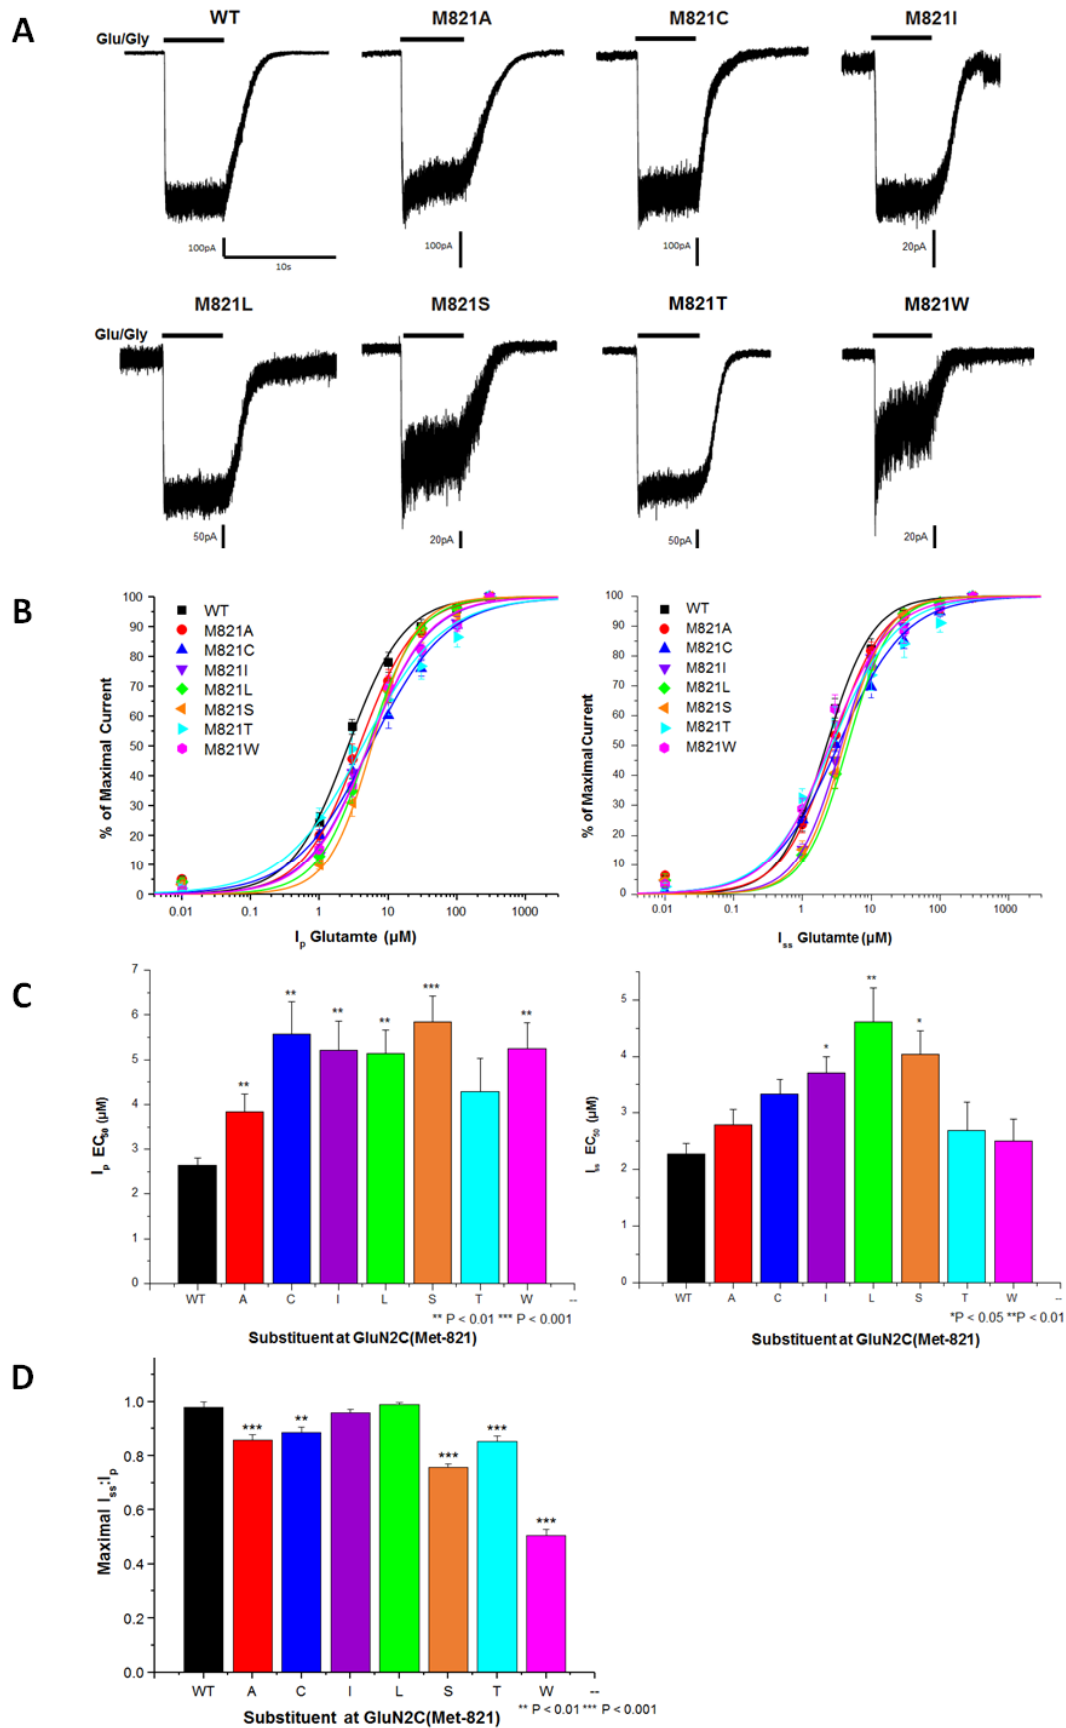 A
WT M821A M821C M821I
Glu/Gly
100pA 10s 100pA 100pA 20pA
M821L M821S M821T M821W
Glu/Gly
50pA 20pA 50pA 20pA
B
% of Maximal Current
100
90
80
70
60
50
40
30
20
10
0
WT
M821A
M821C
M821I
M821L
M821S
M821T
M821W
0.01 0.1 1 10 100 1000
Ip Glutamte (µM)
% of Maximal Current
100
90
80
70
60
50
40
30
20
10
0
WT
M821A
M821C
M821I
M821L
M821S
M821T
M821W
0.01 0.1 1 10 100 1000
Iss Glutamte (µM)
C
Ip EC50 (µM)
7
6
5
4
3
2
1
0
** ** ** ** *** **
WT A C I L S T W --
** P < 0.01 *** P < 0.001
Substituent at GluN2C(Met-821)
Iss EC50 (µM)
5
4
3
2
1
0
* ** *
WT A C I L S T W --
*P < 0.05 **P < 0.01
Substituent at GluN2C(Met-821)
D
Maximal Iss:Ip
1.0
0.8
0.6
0.4
0.2
0.0
*** ** *** *** ***
WT A C I L S T W --
** P < 0.01 *** P < 0.001
Substituent at GluN2C(Met-821)